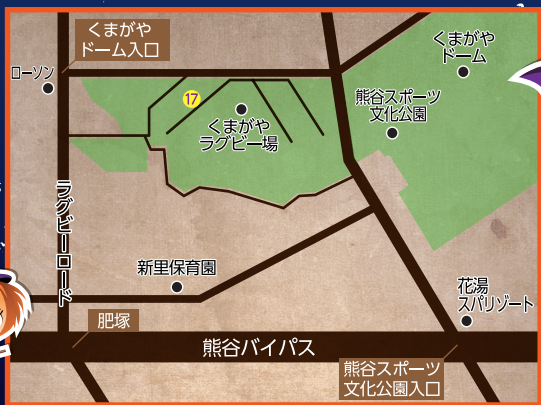 くまがや
ドーム入口
ローソン
くまがや
ドーム
17
熊谷スポーツ
文化公園
くまがや
ラグビー場
ラグビーロード
新里保育園
花湯
スパリゾート
肥塚
熊谷バイパス
熊谷スポーツ
文化公園入口